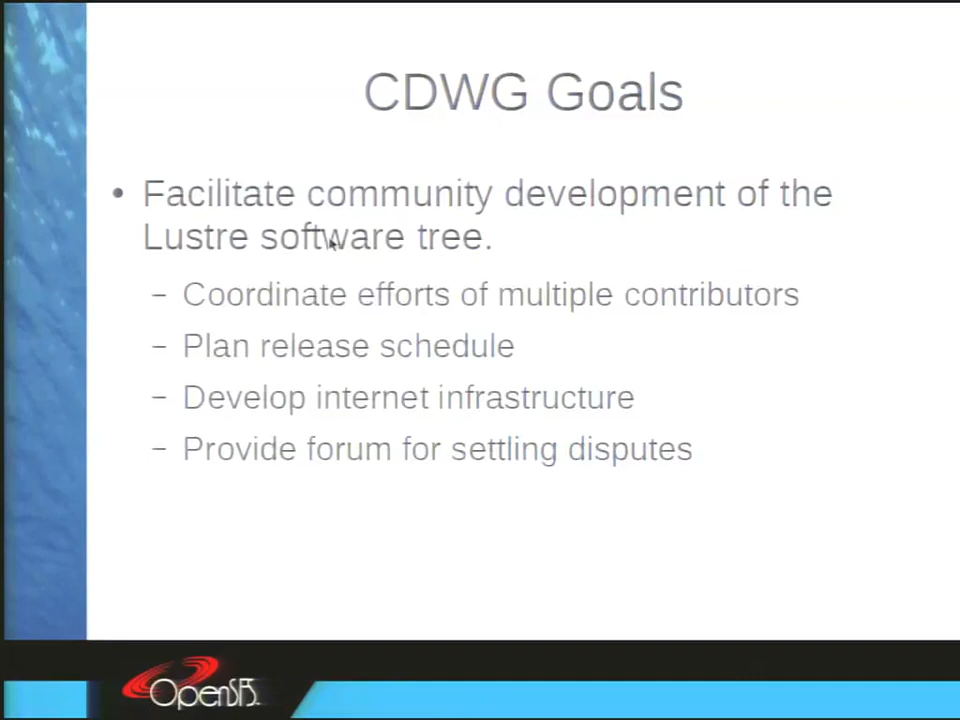 CDWG Goals
• Facilitate community development of the
Lustre software tree.
– Coordinate efforts of multiple contributors
– Plan release schedule
– Develop internet infrastructure
– Provide forum for settling disputes
OpenSFS.